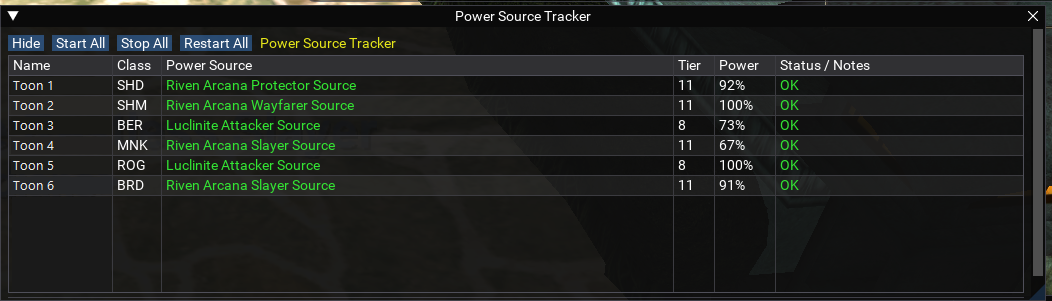 Power Source Tracker
Hide Start All Stop All Restart All Power Source Tracker
Name Class Power Source Tier Power Status / Notes
Toon 1 SHD Riven Arcana Protector Source 11 92% OK
Toon 2 SHM Riven Arcana Wayfarer Source 11 100% OK
Toon 3 BER Luclinite Attacker Source 8 73% OK
Toon 4 MNK Riven Arcana Slayer Source 11 67% OK
Toon 5 ROG Luclinite Attacker Source 8 100% OK
Toon 6 BRD Riven Arcana Slayer Source 11 91% OK